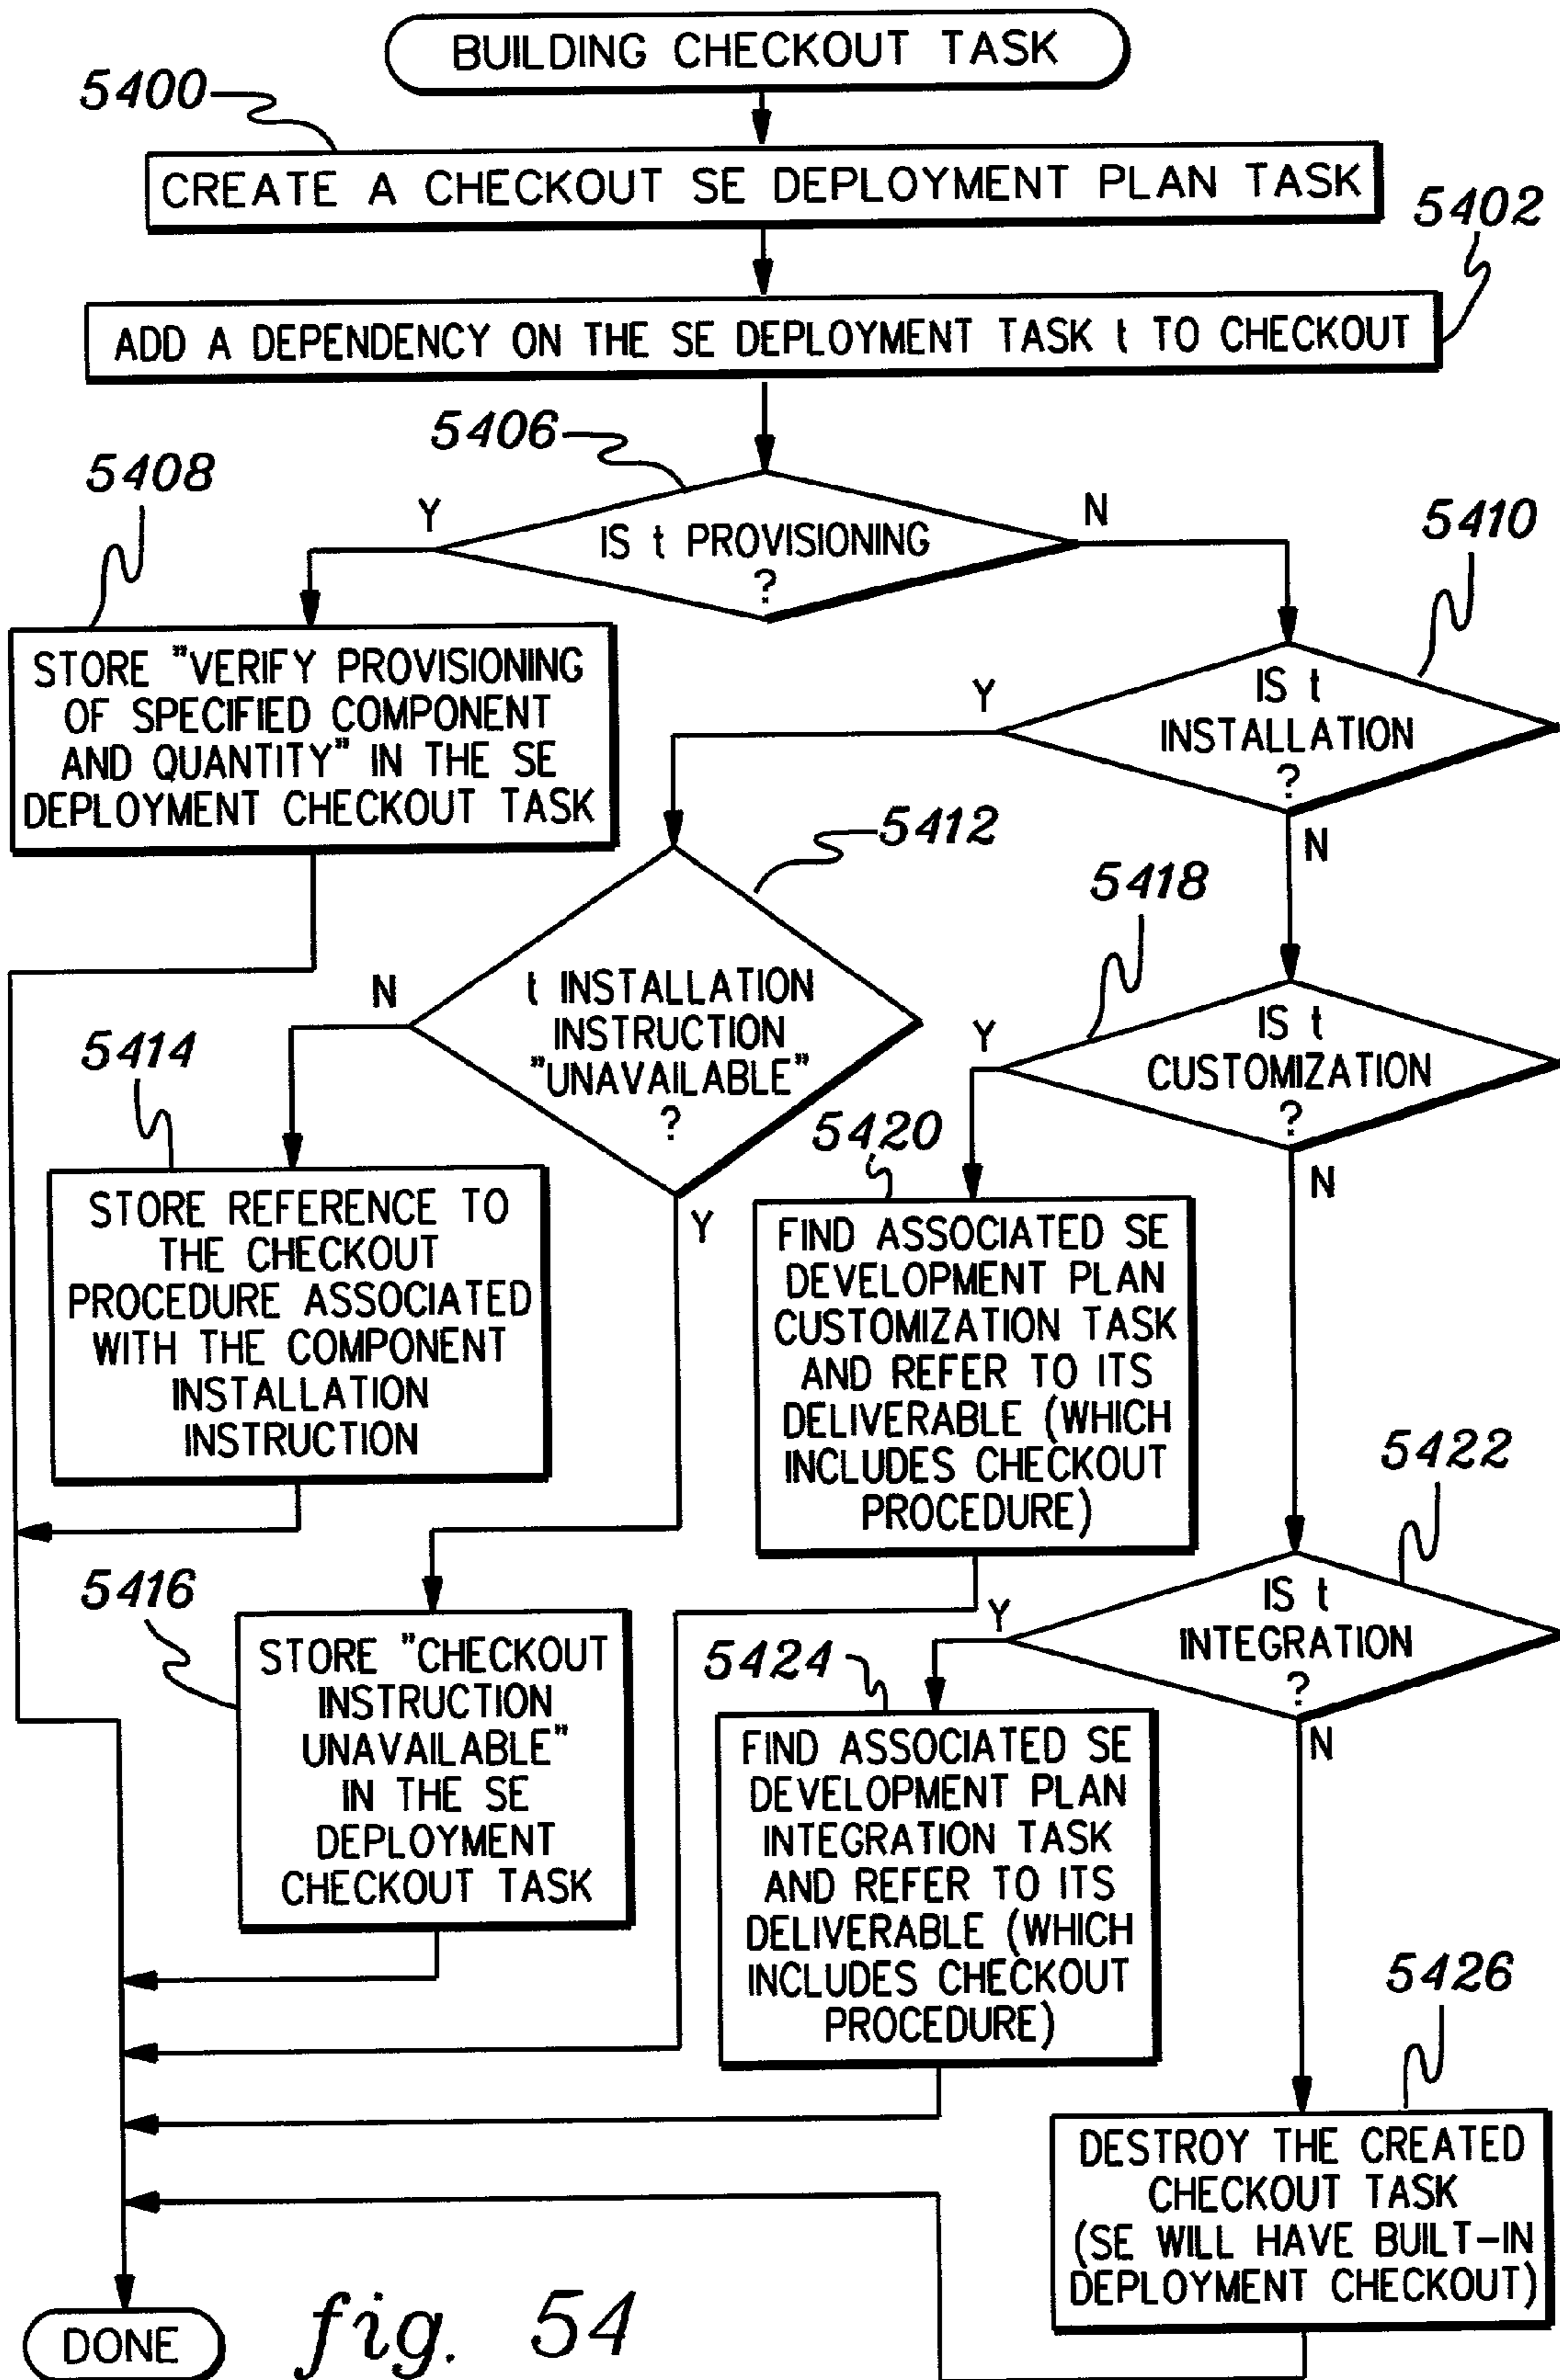 BUILDING CHECKOUT TASK
5400
CREATE A CHECKOUT SE DEPLOYMENT PLAN TASK
5402
ADD A DEPENDENCY ON THE SE DEPLOYMENT TASK t TO CHECKOUT
5406
5408
Y
IS t PROVISIONING
?
N
5410
STORE "VERIFY PROVISIONING
OF SPECIFIED COMPONENT
AND QUANTITY" IN THE SE
DEPLOYMENT CHECKOUT TASK
Y
IS t
INSTALLATION
?
N
5412
5418
N
t INSTALLATION
INSTRUCTION
"UNAVAILABLE"
?
Y
Y
IS t
CUSTOMIZATION
?
N
5414
STORE REFERENCE TO
THE CHECKOUT
PROCEDURE ASSOCIATED
WITH THE COMPONENT
INSTALLATION
INSTRUCTION
5420
FIND ASSOCIATED SE
DEVELOPMENT PLAN
CUSTOMIZATION TASK
AND REFER TO ITS
DELIVERABLE (WHICH
INCLUDES CHECKOUT
PROCEDURE)
5422
5416
STORE "CHECKOUT
INSTRUCTION
UNAVAILABLE"
IN THE SE
DEPLOYMENT
CHECKOUT TASK
Y
IS t
INTEGRATION
?
N
5424
FIND ASSOCIATED SE
DEVELOPMENT PLAN
INTEGRATION TASK
AND REFER TO ITS
DELIVERABLE (WHICH
INCLUDES CHECKOUT
PROCEDURE)
5426
DESTROY THE CREATED
CHECKOUT TASK
(SE WILL HAVE BUILT-IN
DEPLOYMENT CHECKOUT)
DONE
fig. 54